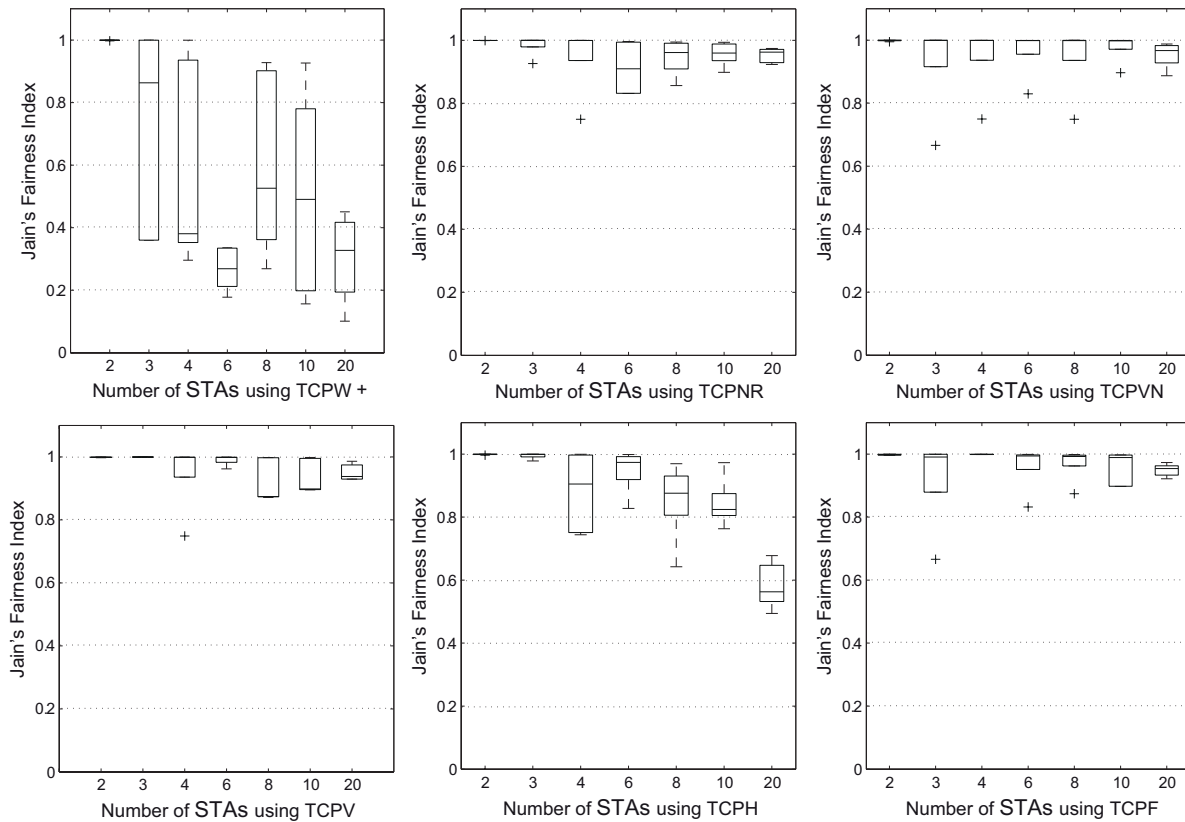 Jain's Fairness Index
1
0.8
0.6
0.4
0.2
0
2 3 4 6 8 10 20
Number of STAs using TCPW +
Jain's Fairness Index
1
0.8
0.6
0.4
0.2
0
2 3 4 6 8 10 20
Number of STAs using TCPNR
Jain's Fairness Index
1
0.8
0.6
0.4
0.2
0
2 3 4 6 8 10 20
Number of STAs using TCPVN
Jain's Fairness Index
1
0.8
0.6
0.4
0.2
0
2 3 4 6 8 10 20
Number of STAs using TCPV
Jain's Fairness Index
1
0.8
0.6
0.4
0.2
0
2 3 4 6 8 10 20
Number of STAs using TCPH
Jain's Fairness Index
1
0.8
0.6
0.4
0.2
0
2 3 4 6 8 10 20
Number of STAs using TCPF